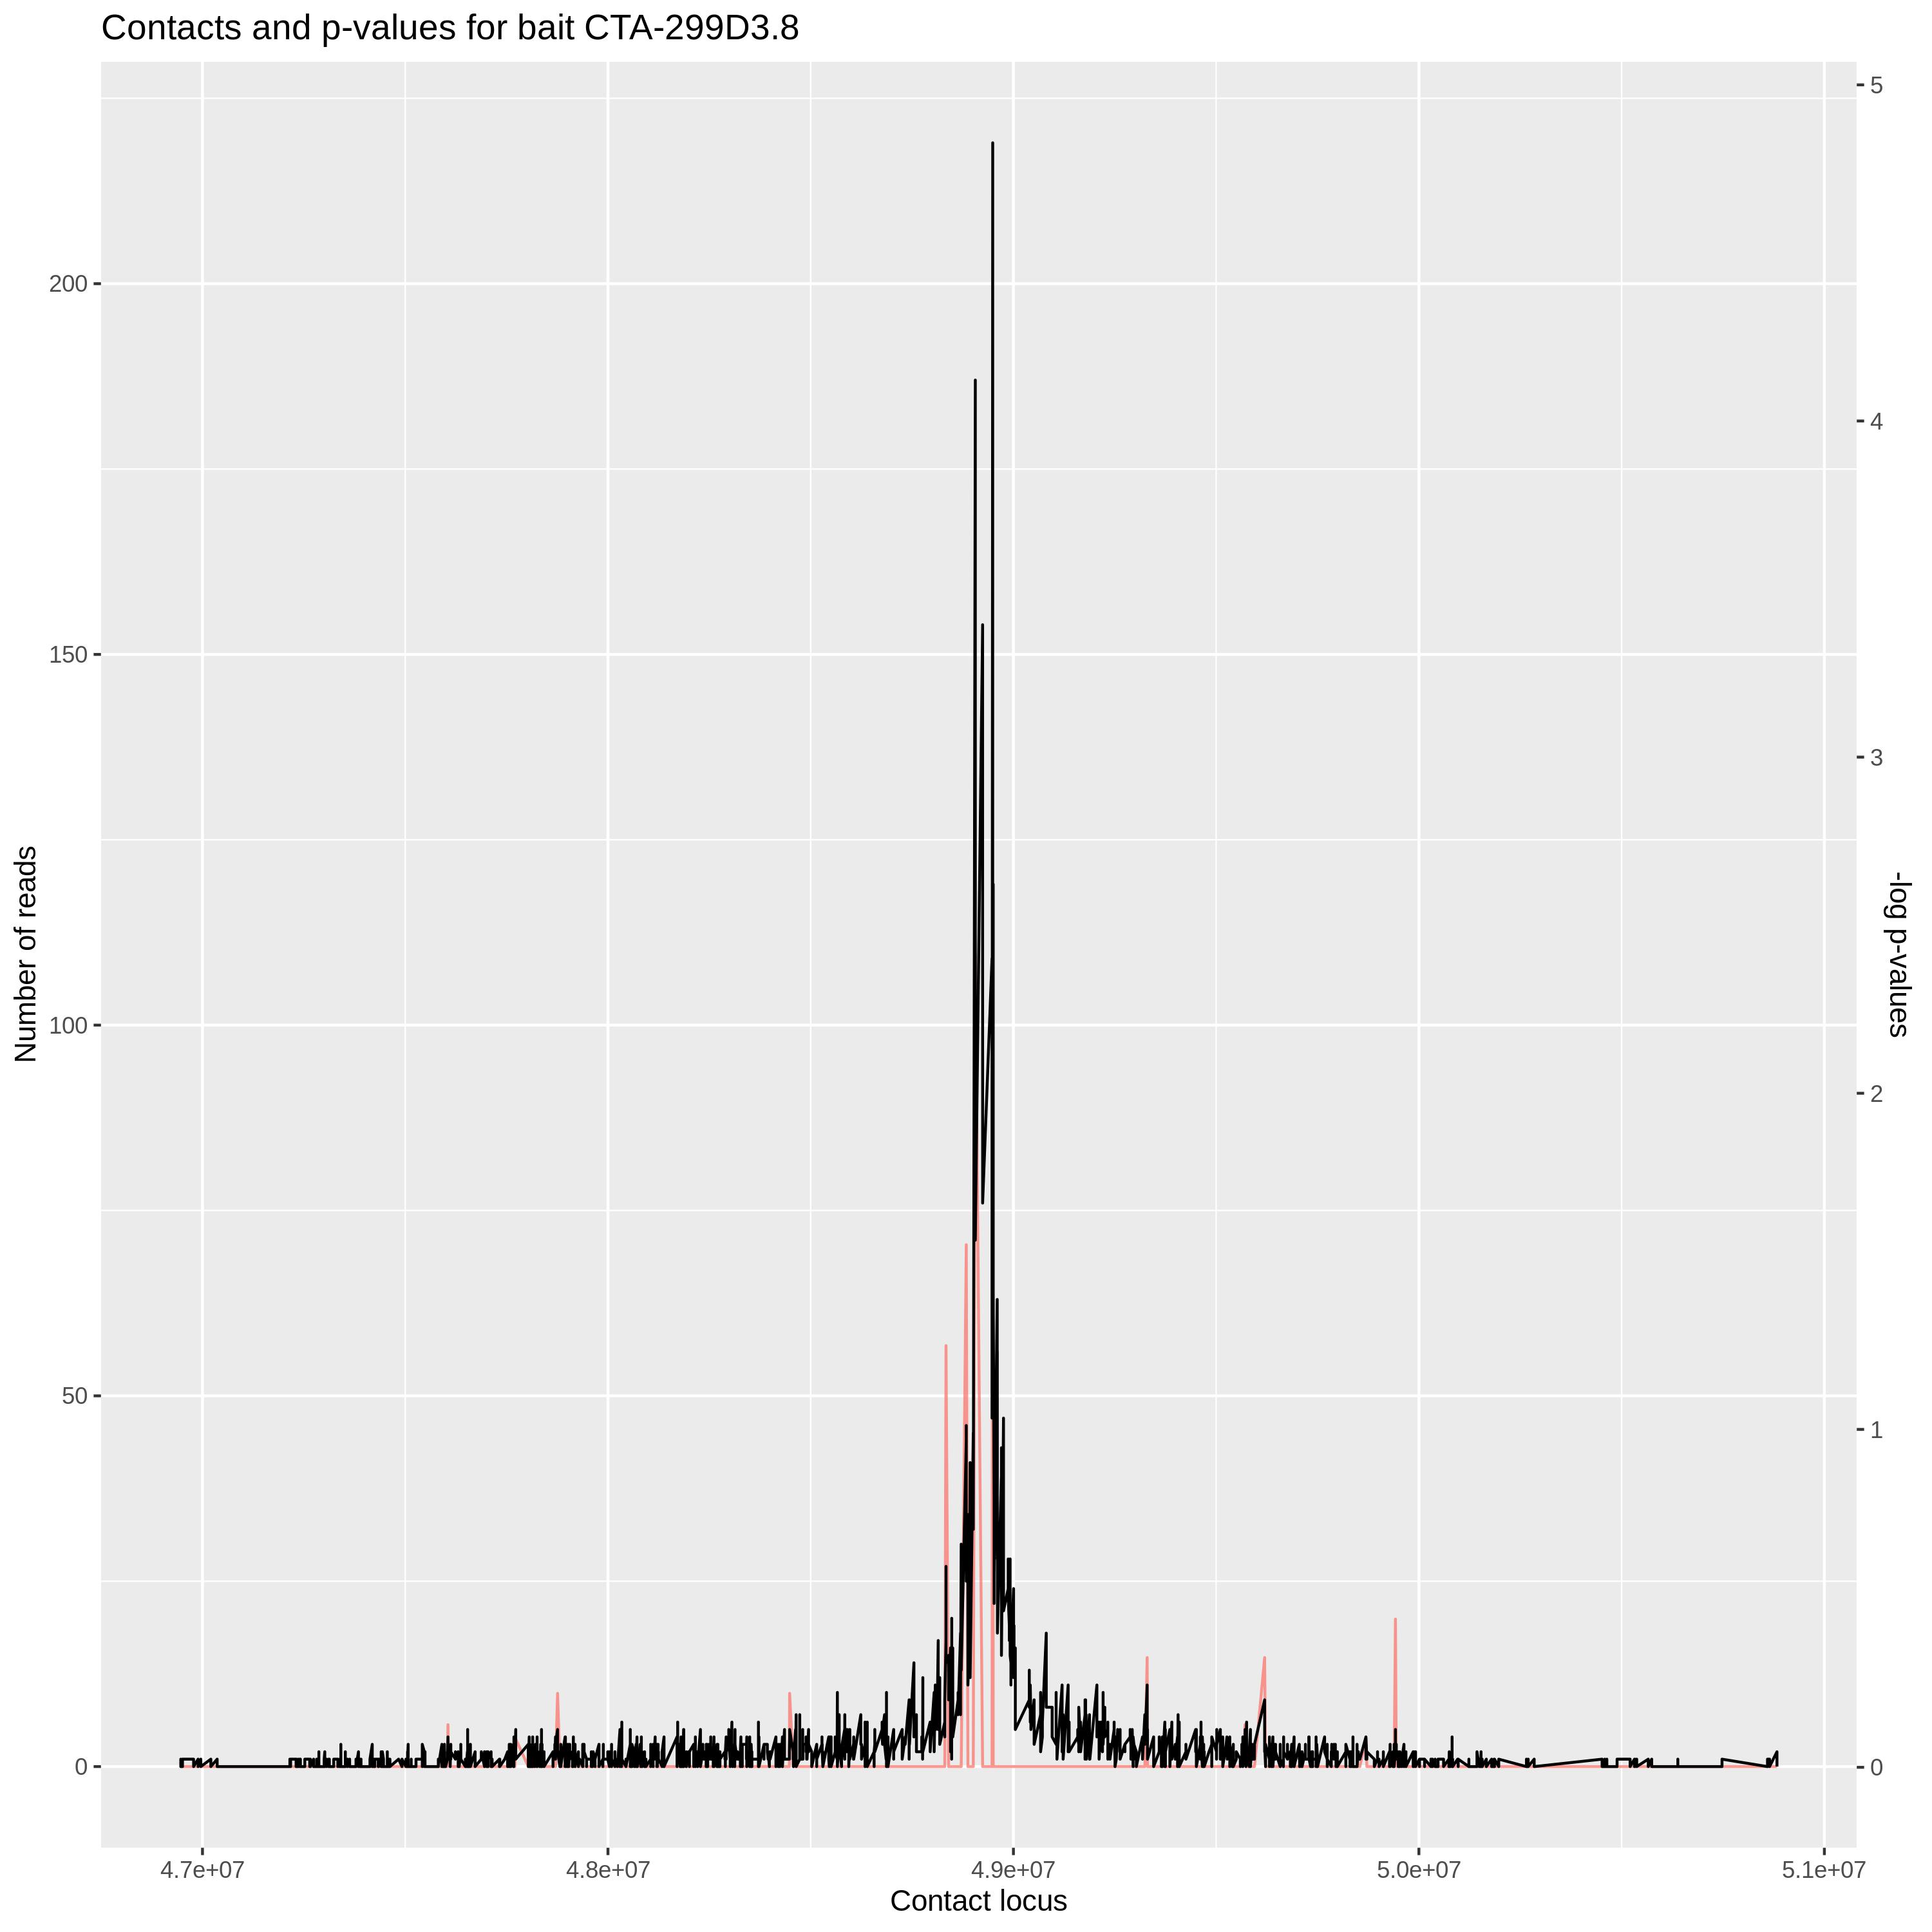 Contacts and p-values for bait CTA-299D3.8
Number of reads
200
150
100
50
0
5
4
3
2
1
0
-log p-values
4.7e+07 4.8e+07 4.9e+07 5.0e+07 5.1e+07
Contact locus